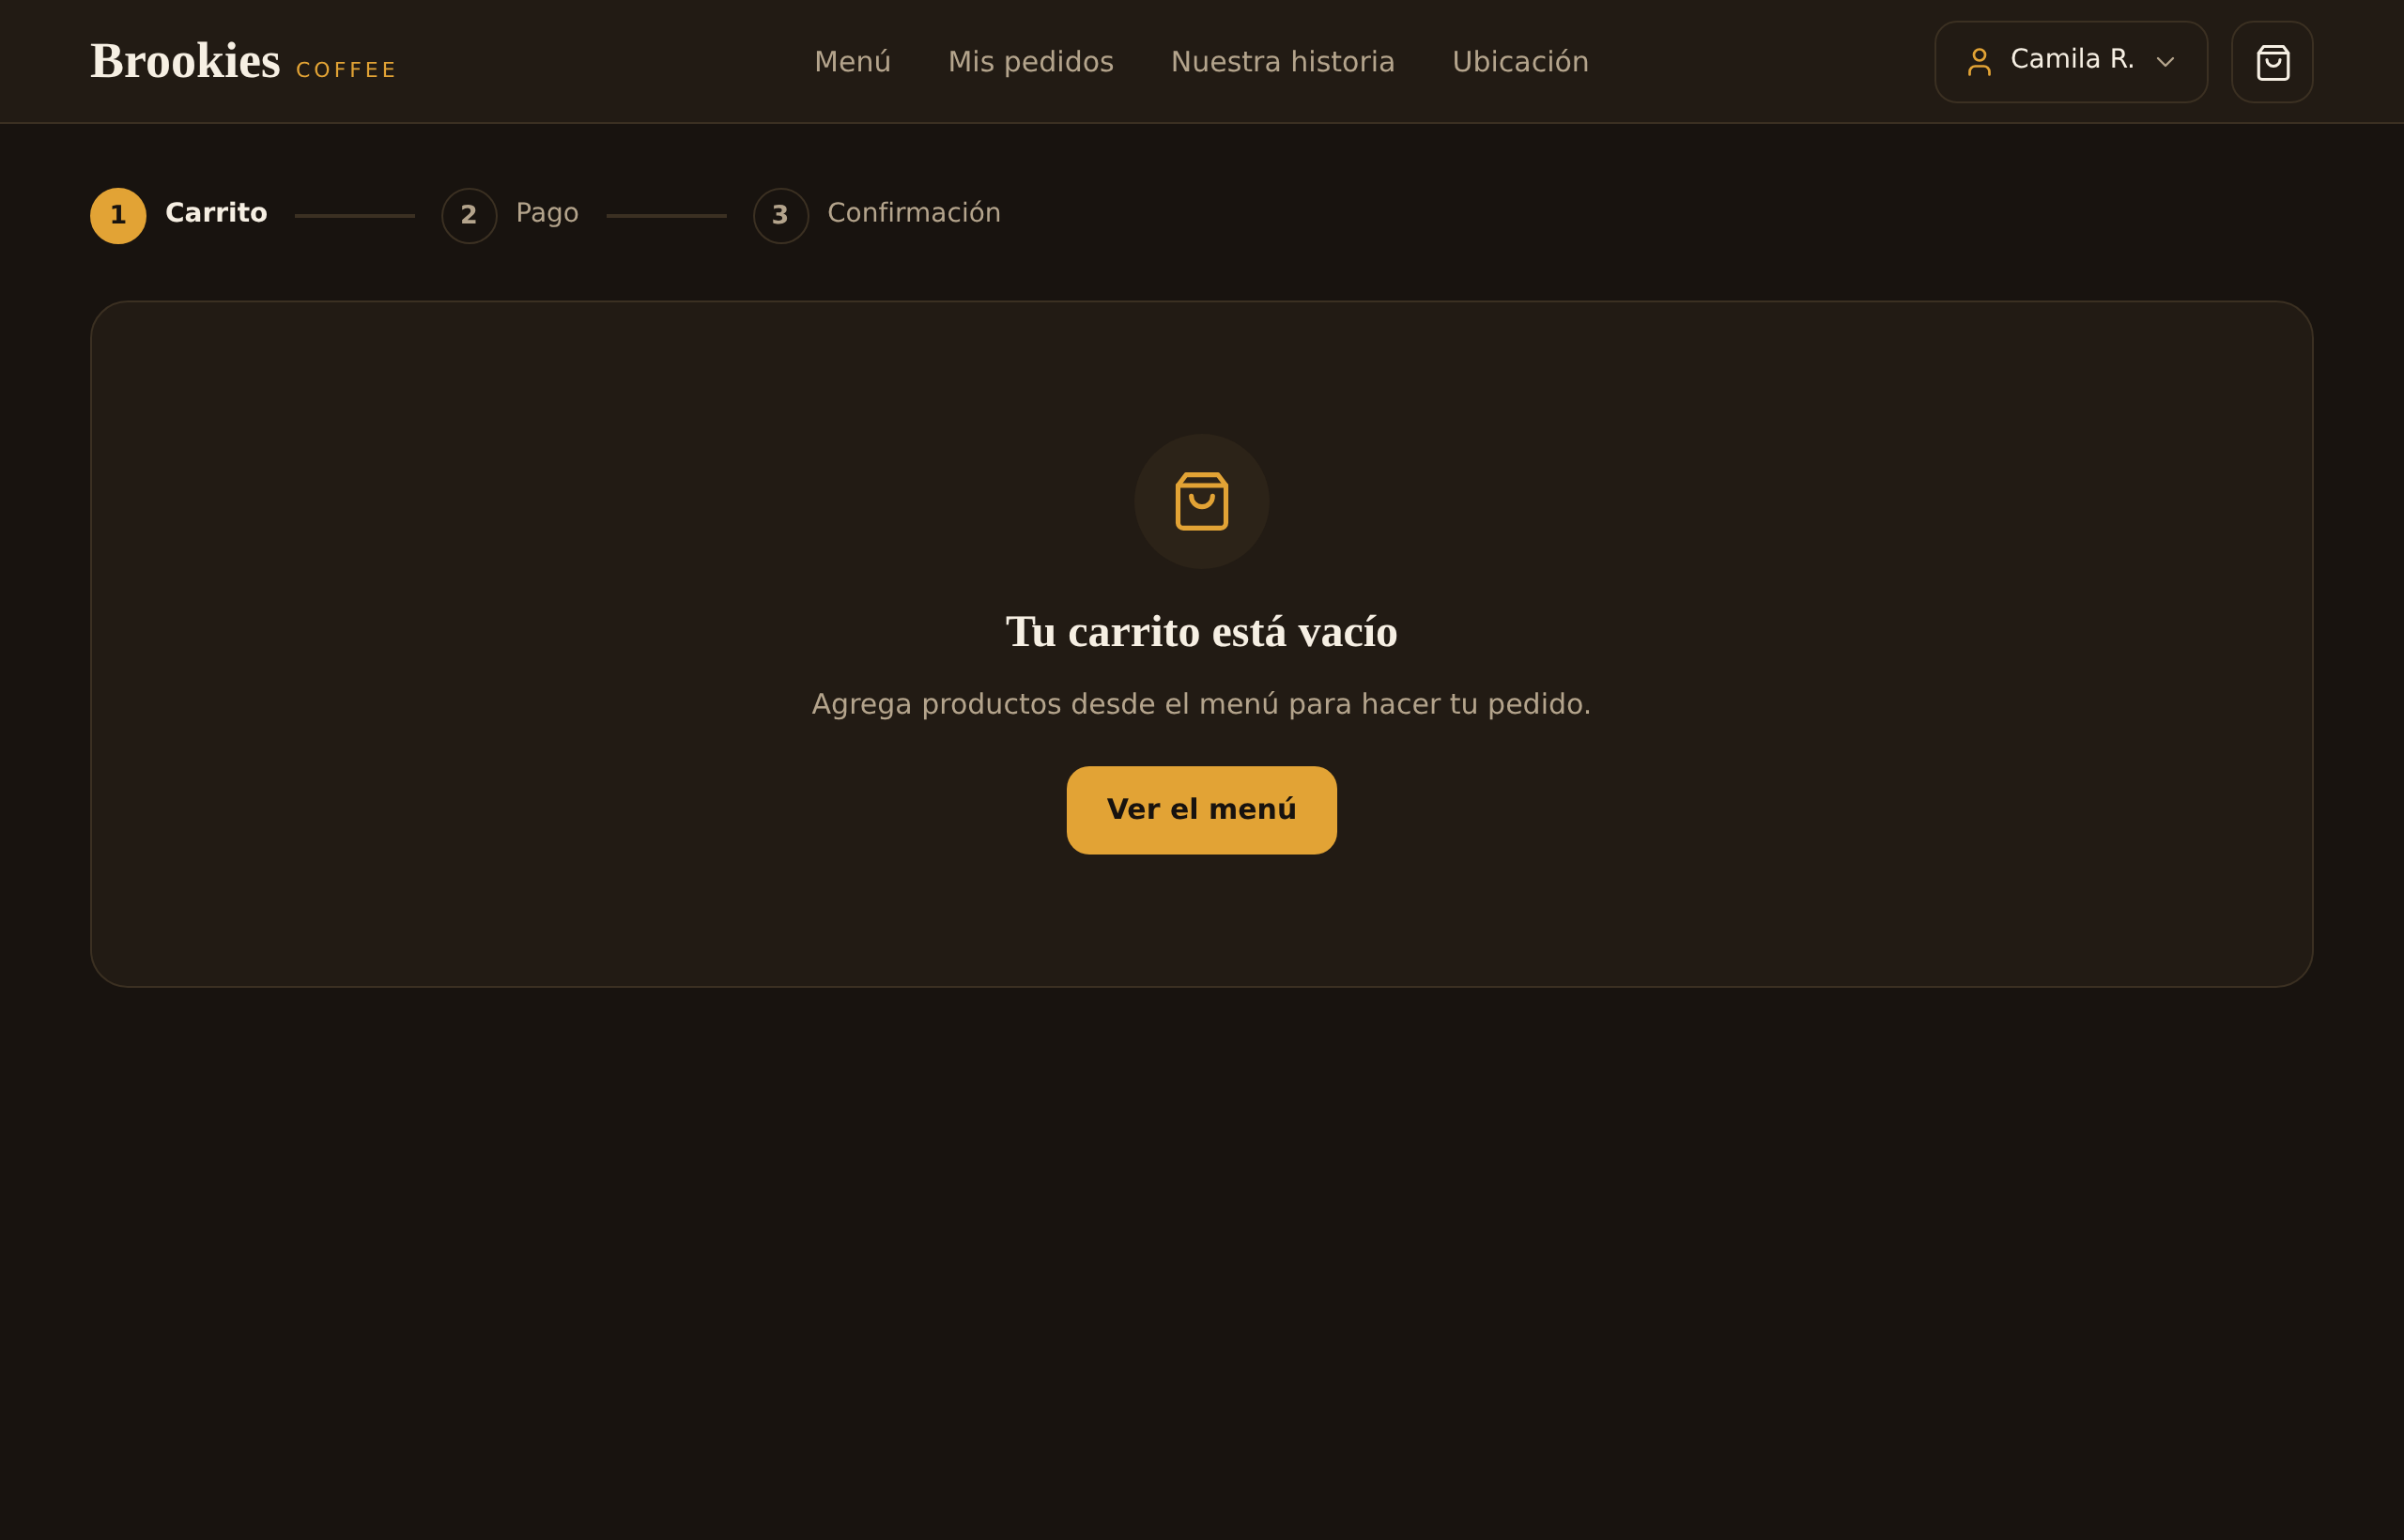 Brookies COFFEE
Menú Mis pedidos Nuestra historia Ubicación
Camila R.
1 Carrito 2 Pago 3 Confirmación
Tu carrito está vacío
Agrega productos desde el menú para hacer tu pedido.
Ver el menú